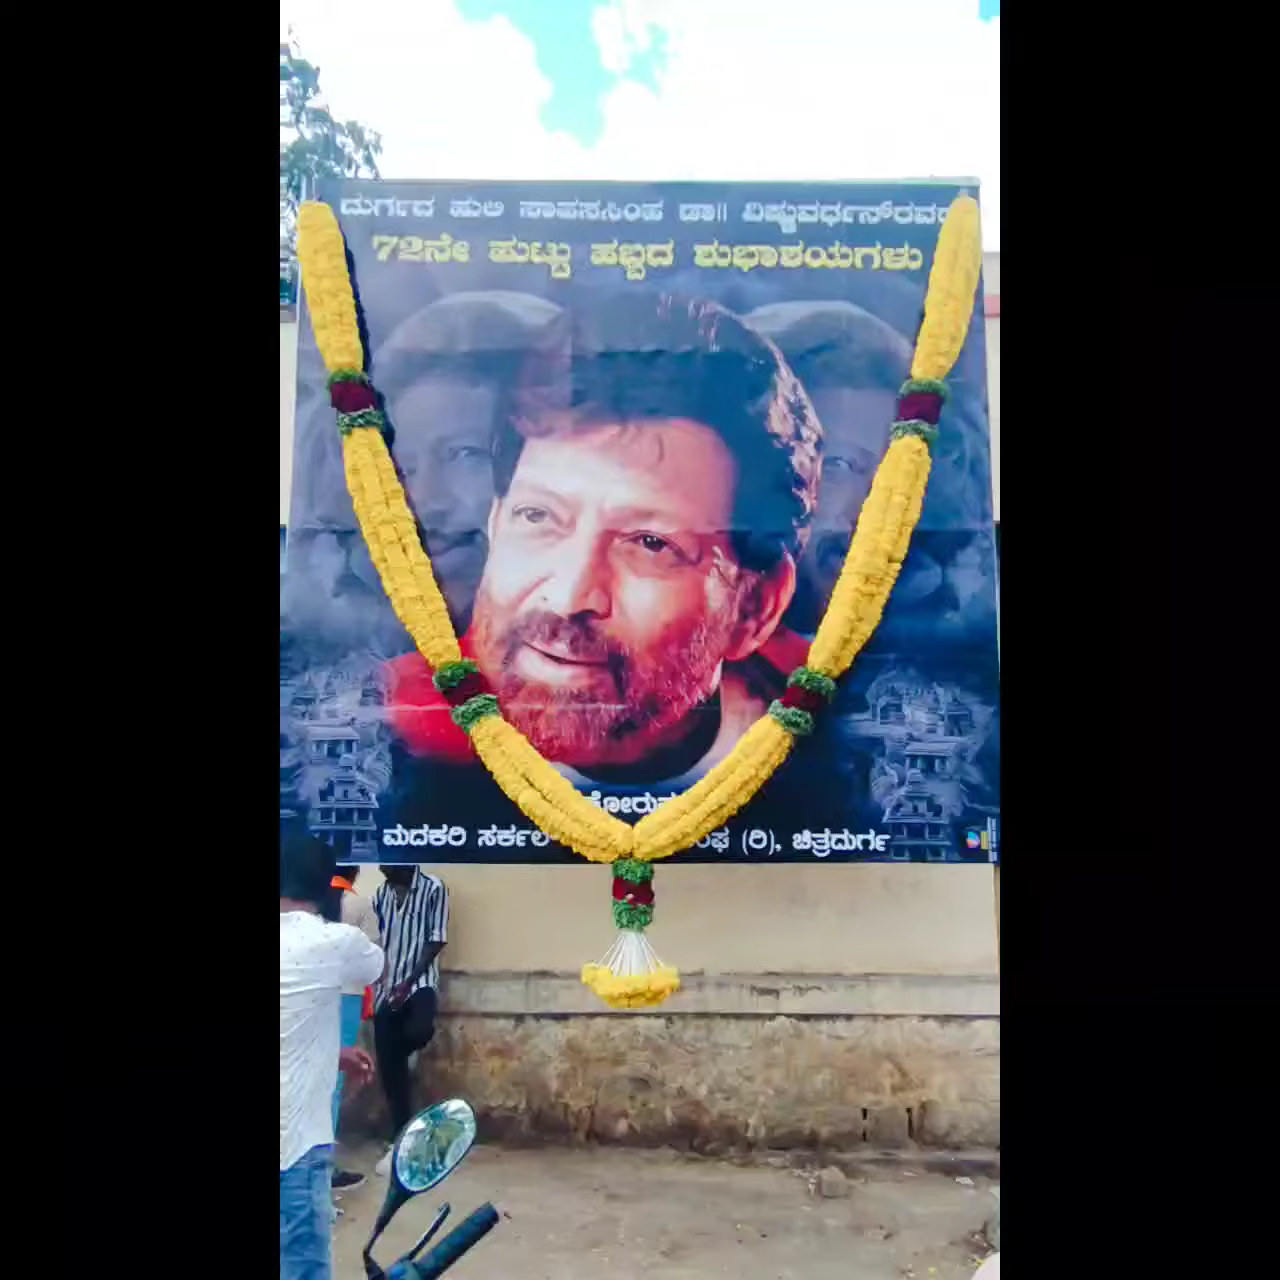 ದುರ್ಗದ ಹುಲಿ ಸಾಹಸಸಿಂಹ ಡಾ|| ವಿಷ್ಣುವರ್ಧನ್‌ರವರ
72ನೇ ಹುಟ್ಟು ಹಬ್ಬದ ಶುಭಾಶಯಗಳು
ಮದಕರಿ ಸರ್ಕಲ್ (ರಿ), ಚಿತ್ರದುರ್ಗ